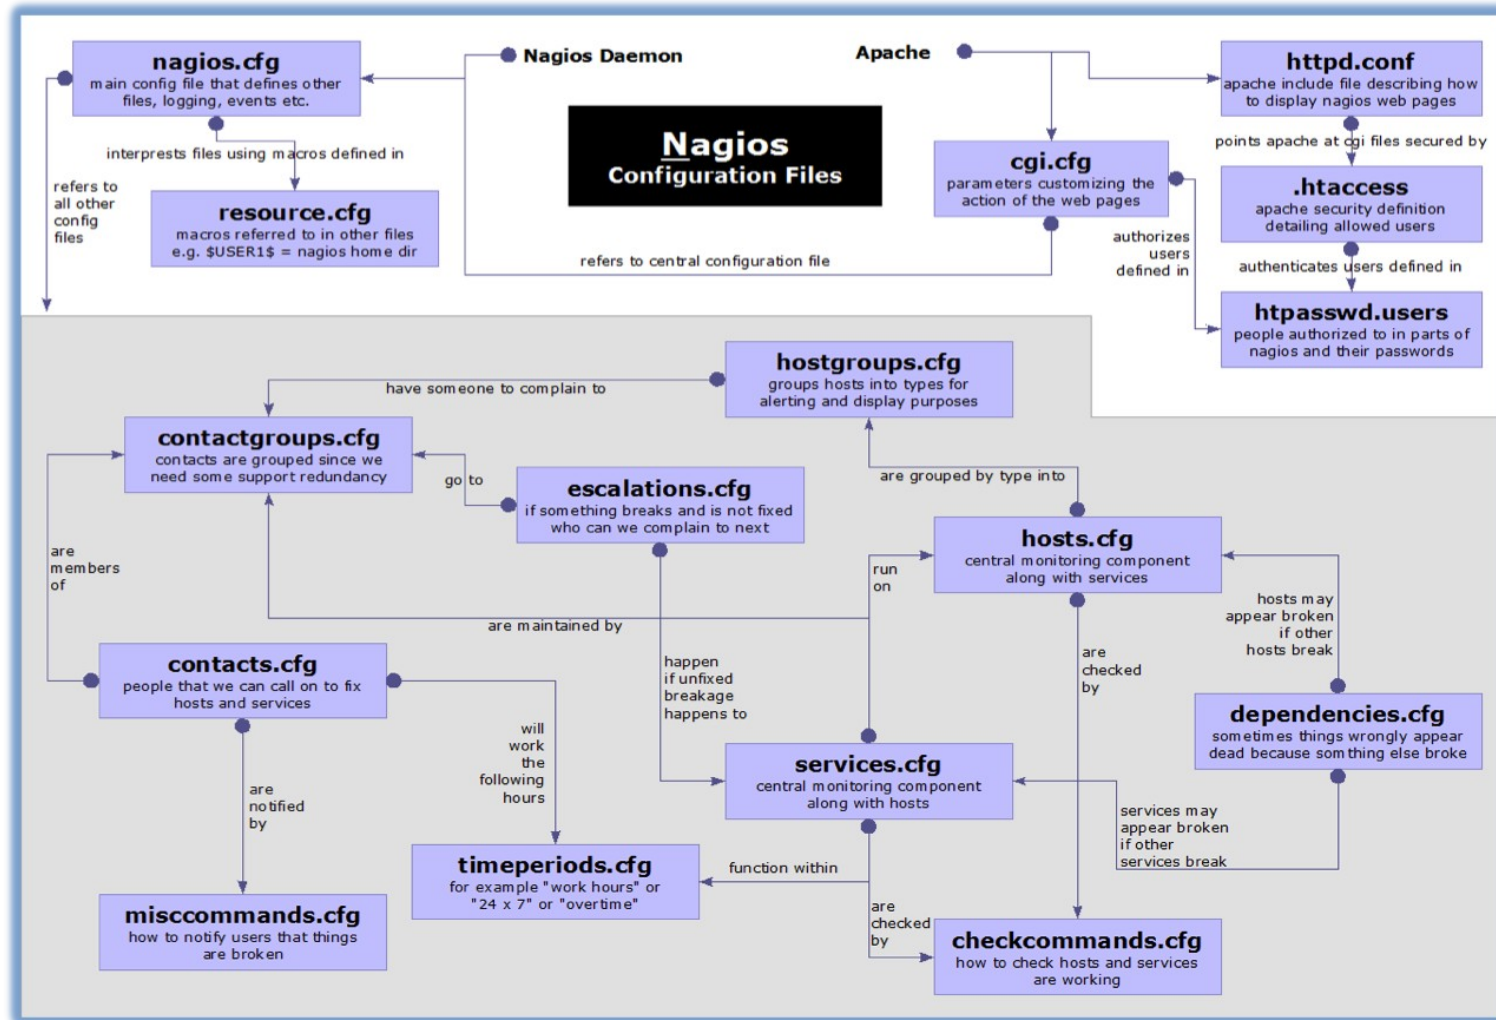 nagios.cfg
main config file that defines other
files, logging, events etc.
Nagios Daemon
Apache
httpd.conf
apache include file describing how
to display nagios web pages
Nagios
Configuration Files
interprests files using macros defined in
points apache at cgi files secured by
refers to
all other
config
files
resource.cfg
macros referred to in other files
e.g. $USER1$ = nagios home dir
cgi.cfg
parameters customizing the
action of the web pages
.htaccess
apache security definition
detailing allowed users
refers to central configuration file
authorizes
users
defined in
authenticates users defined in
htpasswd.users
people authorized to in parts of
nagios and their passwords
hostgroups.cfg
groups hosts into types for
alerting and display purposes
have someone to complain to
contactgroups.cfg
contacts are grouped since we
need some support redundancy
go to
escalations.cfg
if something breaks and is not fixed
who can we complain to next
are grouped by type into
hosts.cfg
central monitoring component
along with services
are
members
of
run
on
are maintained by
hosts may
appear broken
if other
hosts break
contacts.cfg
people that we can call on to fix
hosts and services
happen
if unfixed
breakage
happens to
are
checked
by
dependencies.cfg
sometimes things wrongly appear
dead because somthing else broke
will
work
the
following
hours
services.cfg
central monitoring component
along with hosts
are
notified
by
services may
appear broken
if other
services break
timeperiods.cfg
for example "work hours" or
"24 x 7" or "overtime"
function within
are
checked
by
misccommands.cfg
how to notify users that things
are broken
checkcommands.cfg
how to check hosts and services
are working